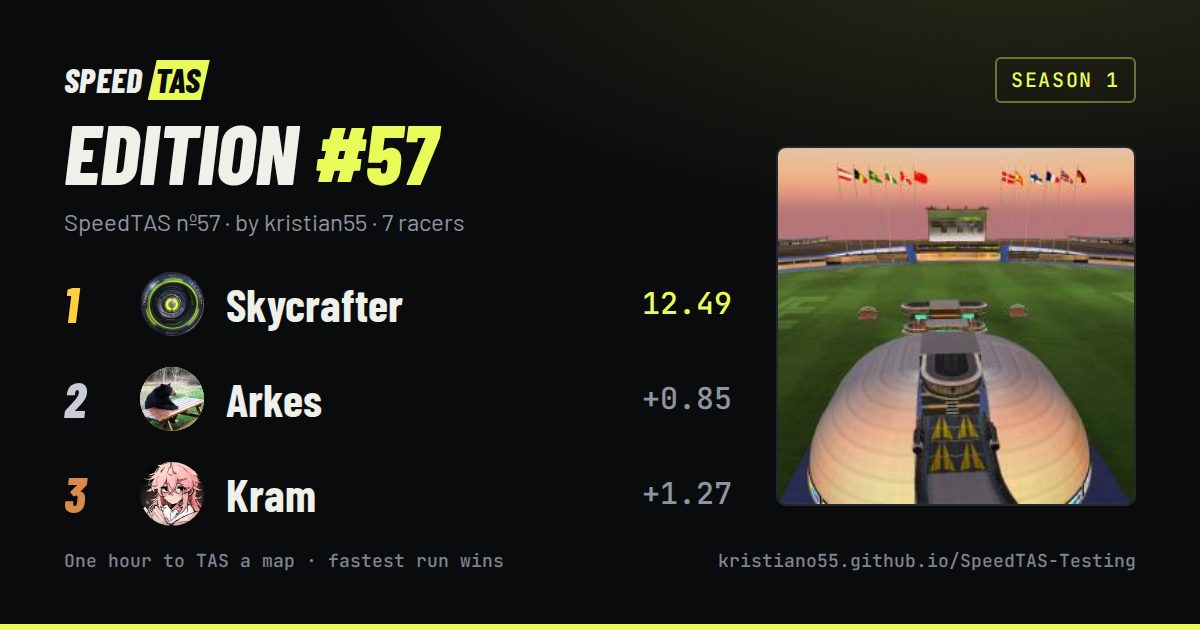 SPEED TAS
SEASON 1
EDITION #57
SpeedTAS nº57 · by kristian55 · 7 racers
1 Skycrafter 12.49
2 Arkes +0.85
3 Kram +1.27
One hour to TAS a map · fastest run wins
kristiano55.github.io/SpeedTAS-Testing